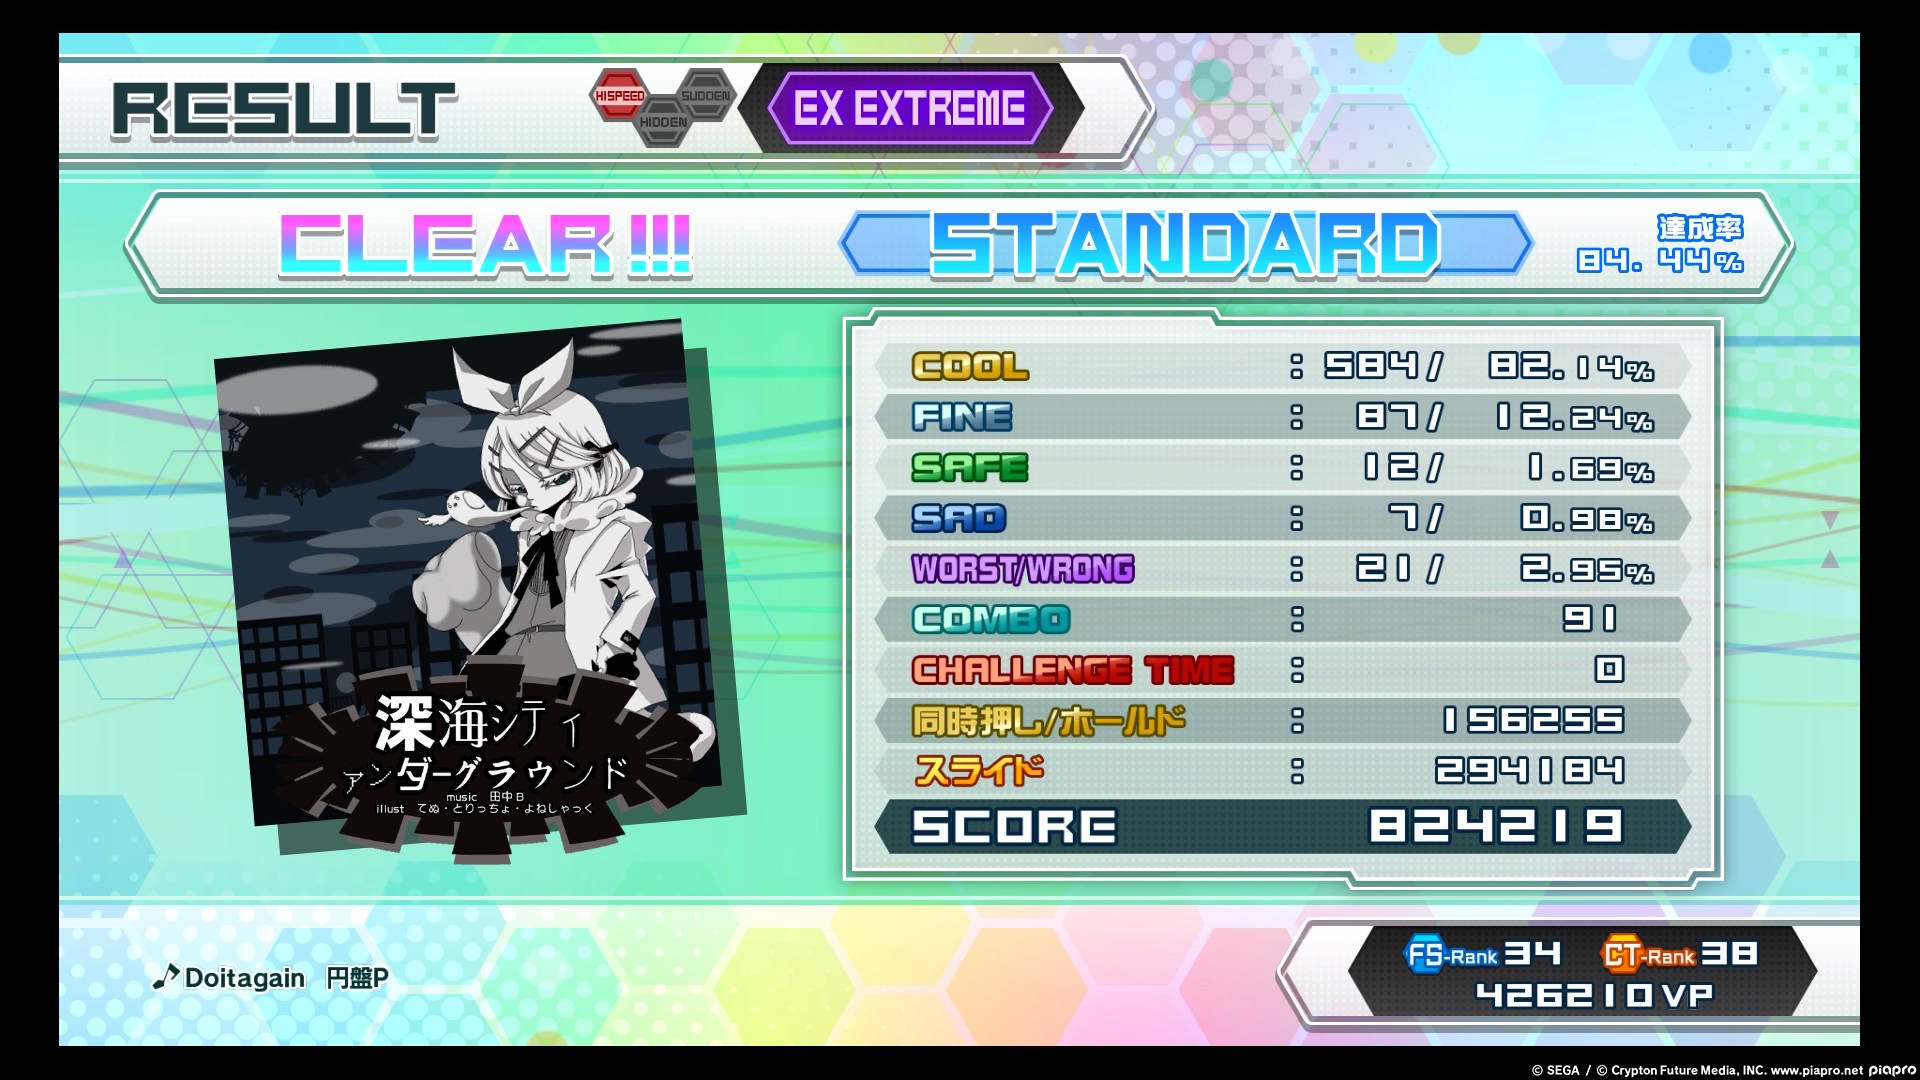 RESULT
HISPEED
HIDDEN
SUDDEN
EX EXTREME
CLEAR!!!
STANDARD
達成率
84.44%
COOL : 584/ 82.14%
FINE : 87/ 12.24%
SAFE : 12/ 1.69%
SAD : 7/ 0.98%
WORST/WRONG : 21/ 2.95%
COMBO : 91
CHALLENGE TIME : 0
同時押し/ホールド : 156255
スライド : 294184
SCORE 824219
深海シティ
アンダーグラウンド
music 田中B
illust てぬ・とりっちょ・よねしゃっく
♪Doitagain 円盤P
FS-Rank 34 CT-Rank 38
426210VP
© SEGA / © Crypton Future Media, INC. www.piapro.net piapro